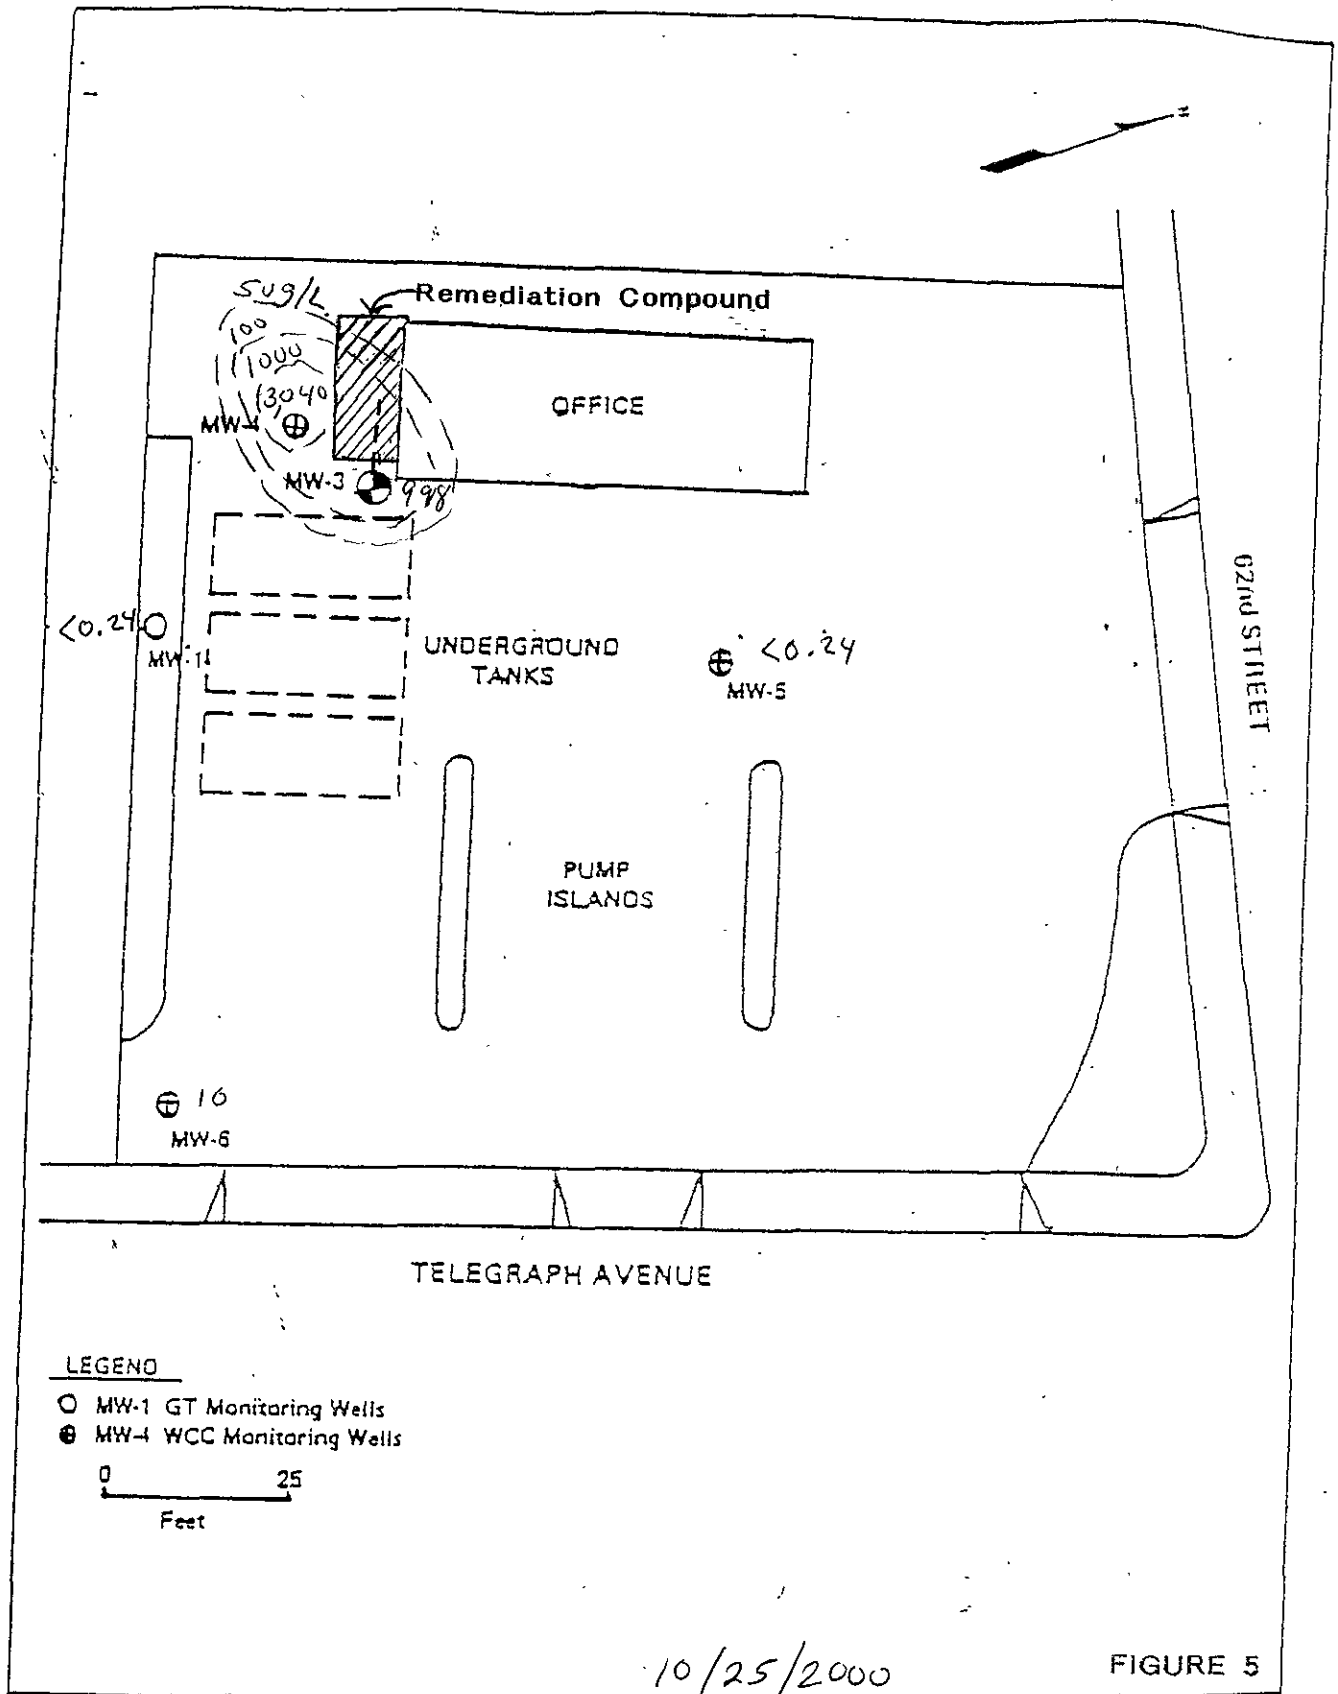 5ug/L
Remediation Compound
100
1000
3040
OFFICE
MW-4
MW-3
998
62nd STREET
<0.24
MW-1
UNDERGROUND
TANKS
<0.24
MW-5
PUMP
ISLANDS
16
MW-6
TELEGRAPH AVENUE
LEGEND
MW-1 GT Monitoring Wells
MW-4 WCC Monitoring Wells
0 25
Feet
10/25/2000
FIGURE 5